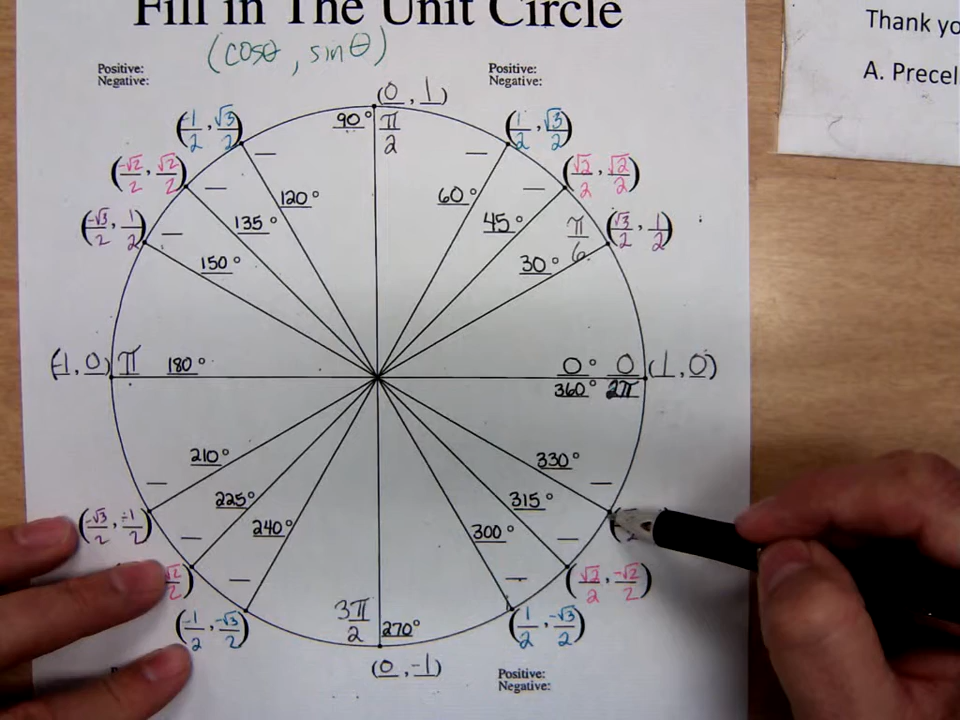 Fill in The Unit Circle
Thank yo
A. Precel
(cosθ, sinθ)
Positive:
Negative:
Positive:
Negative:
(0, 1)
90° π/2
(-1/2, √3/2)
(1/2, √3/2)
(-√2/2, √2/2)
(√2/2, √2/2)
120°
60°
135°
45°
(-√3/2, 1/2)
π/6 (√3/2, 1/2)
150°
30°
(-1, 0) π 180°
0° 0 (1, 0)
360° 2π
210°
330°
225°
315°
(-√3/2, -1/2)
240°
300°
√2/2)
(√2/2, -√2/2)
(-1/2, -√3/2)
3π/2 270°
(1/2, -√3/2)
(0, -1)
Positive:
Negative: